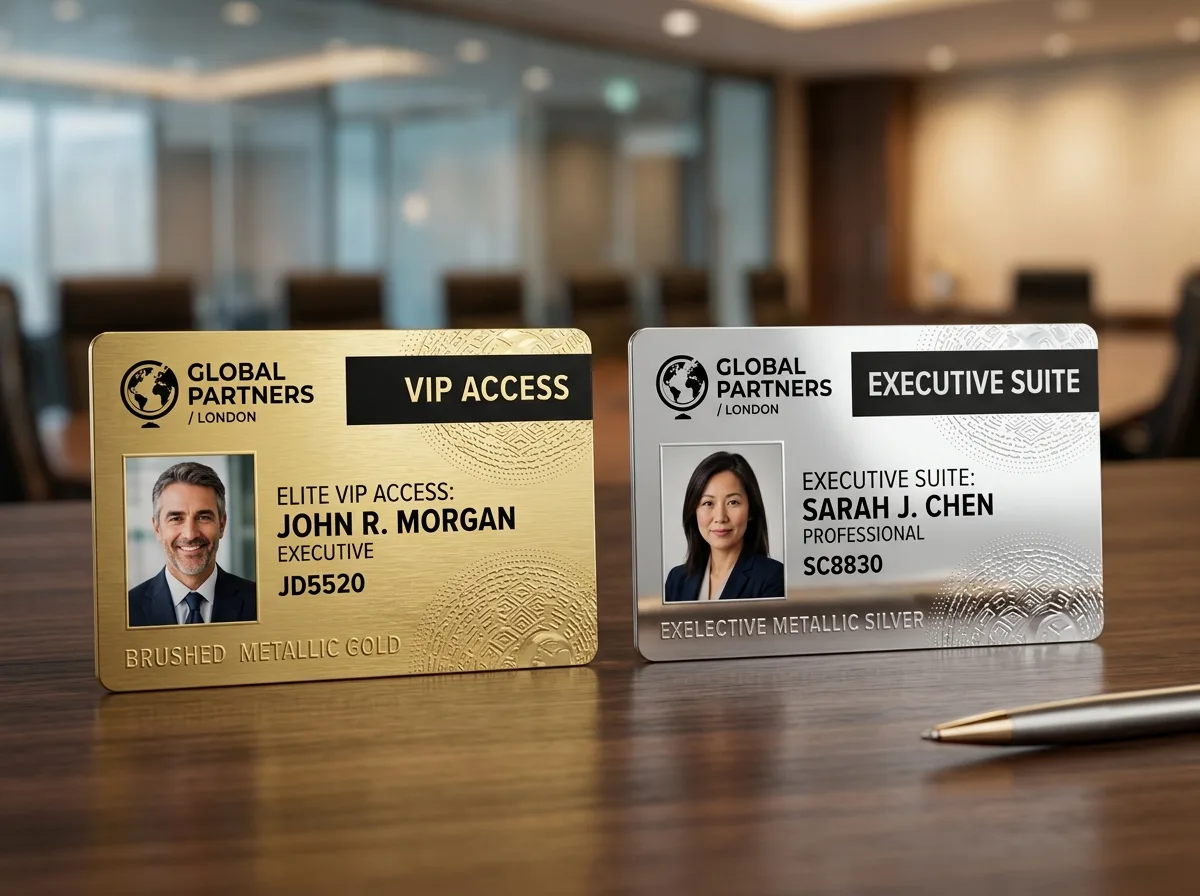 GLOBAL
PARTNERS
/ LONDON
VIP ACCESS
ELITE VIP ACCESS:
JOHN R. MORGAN
EXECUTIVE
JD5520
BRUSHED METALLIC GOLD
GLOBAL
PARTNERS
/ LONDON
EXECUTIVE SUITE
EXECUTIVE SUITE:
SARAH J. CHEN
PROFESSIONAL
SC8830
EXELECTIVE METALLIC SILVER